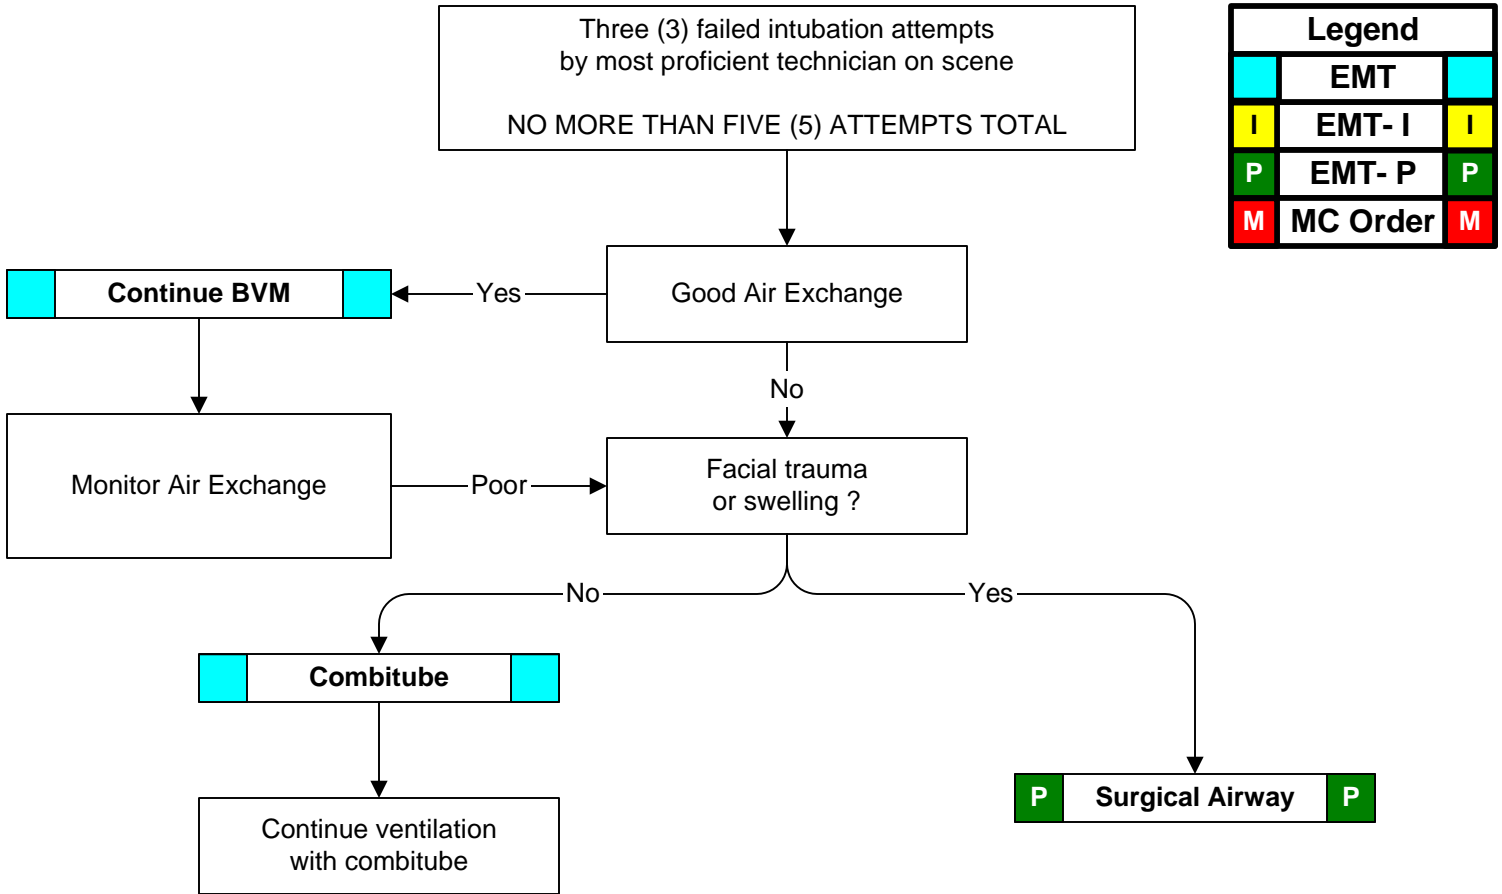 Three (3) failed intubation attempts
by most proficient technician on scene
NO MORE THAN FIVE (5) ATTEMPTS TOTAL
Legend
EMT
I EMT- I I
P EMT- P P
M MC Order M
Continue BVM
Yes
Good Air Exchange
No
Monitor Air Exchange
Poor
Facial trauma
or swelling ?
No
Yes
Combitube
P Surgical Airway P
Continue ventilation
with combitube